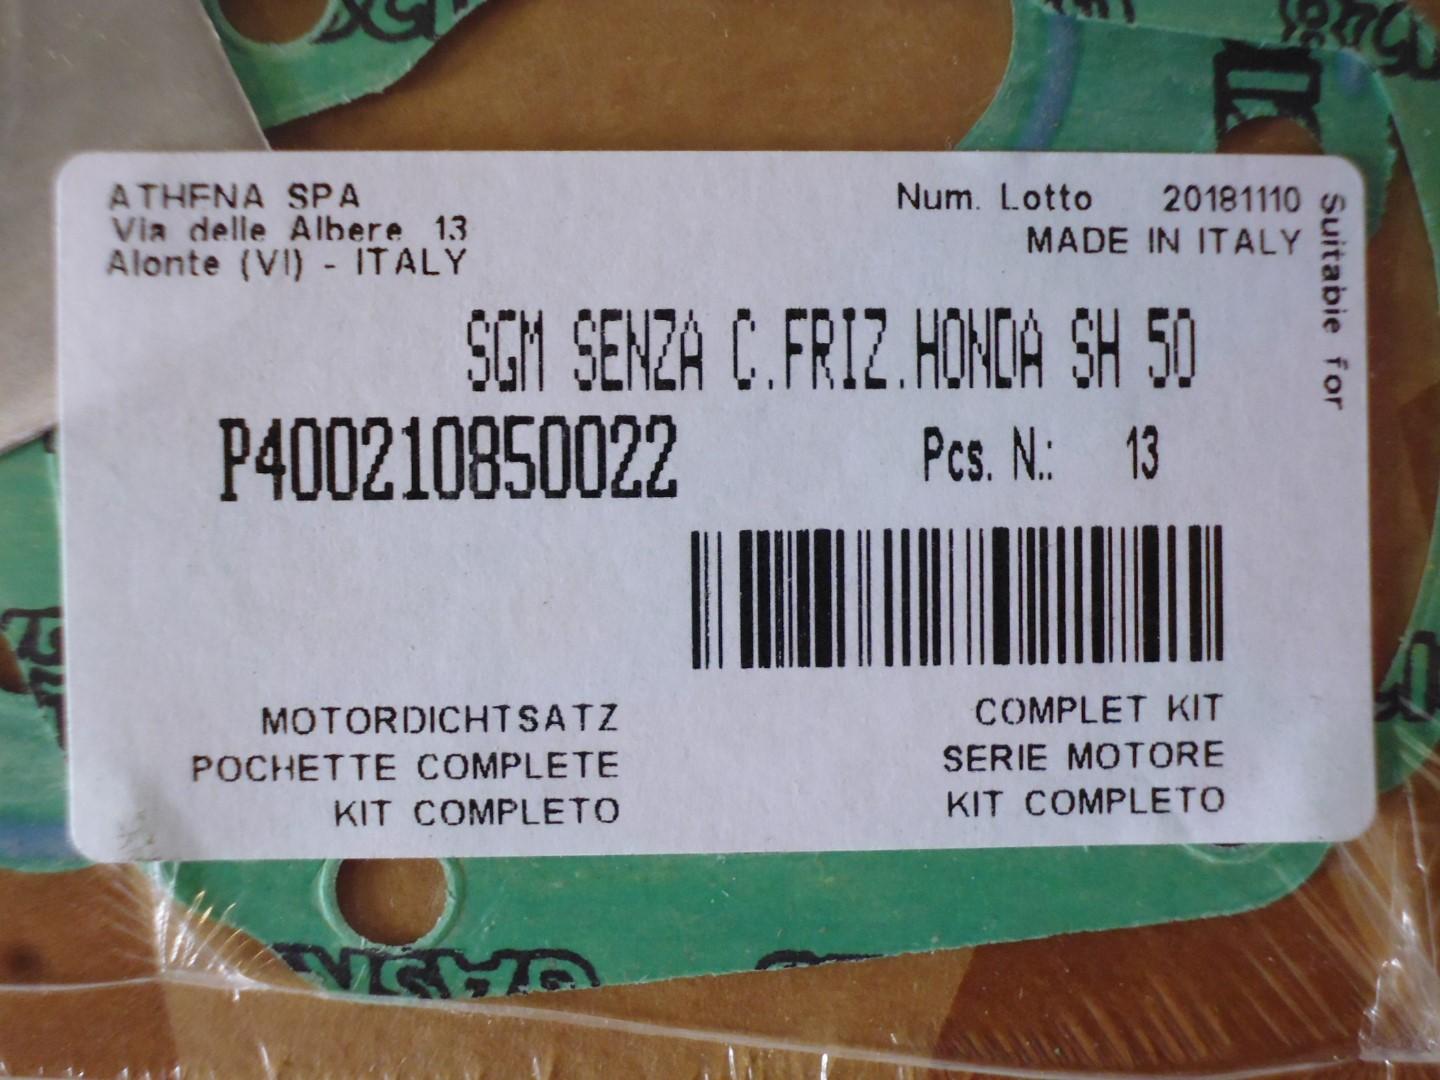 ATHENA SPA
Via delle Albere 13
Alonte (VI) - ITALY
Num. Lotto 20181110
MADE IN ITALY
Suitable for
SGM SENZA C.FRIZ.HONDA SH 50
P400210850022
Pcs. N.: 13
MOTORDICHTSATZ
POCHETTE COMPLETE
KIT COMPLETO
COMPLET KIT
SERIE MOTORE
KIT COMPLETO